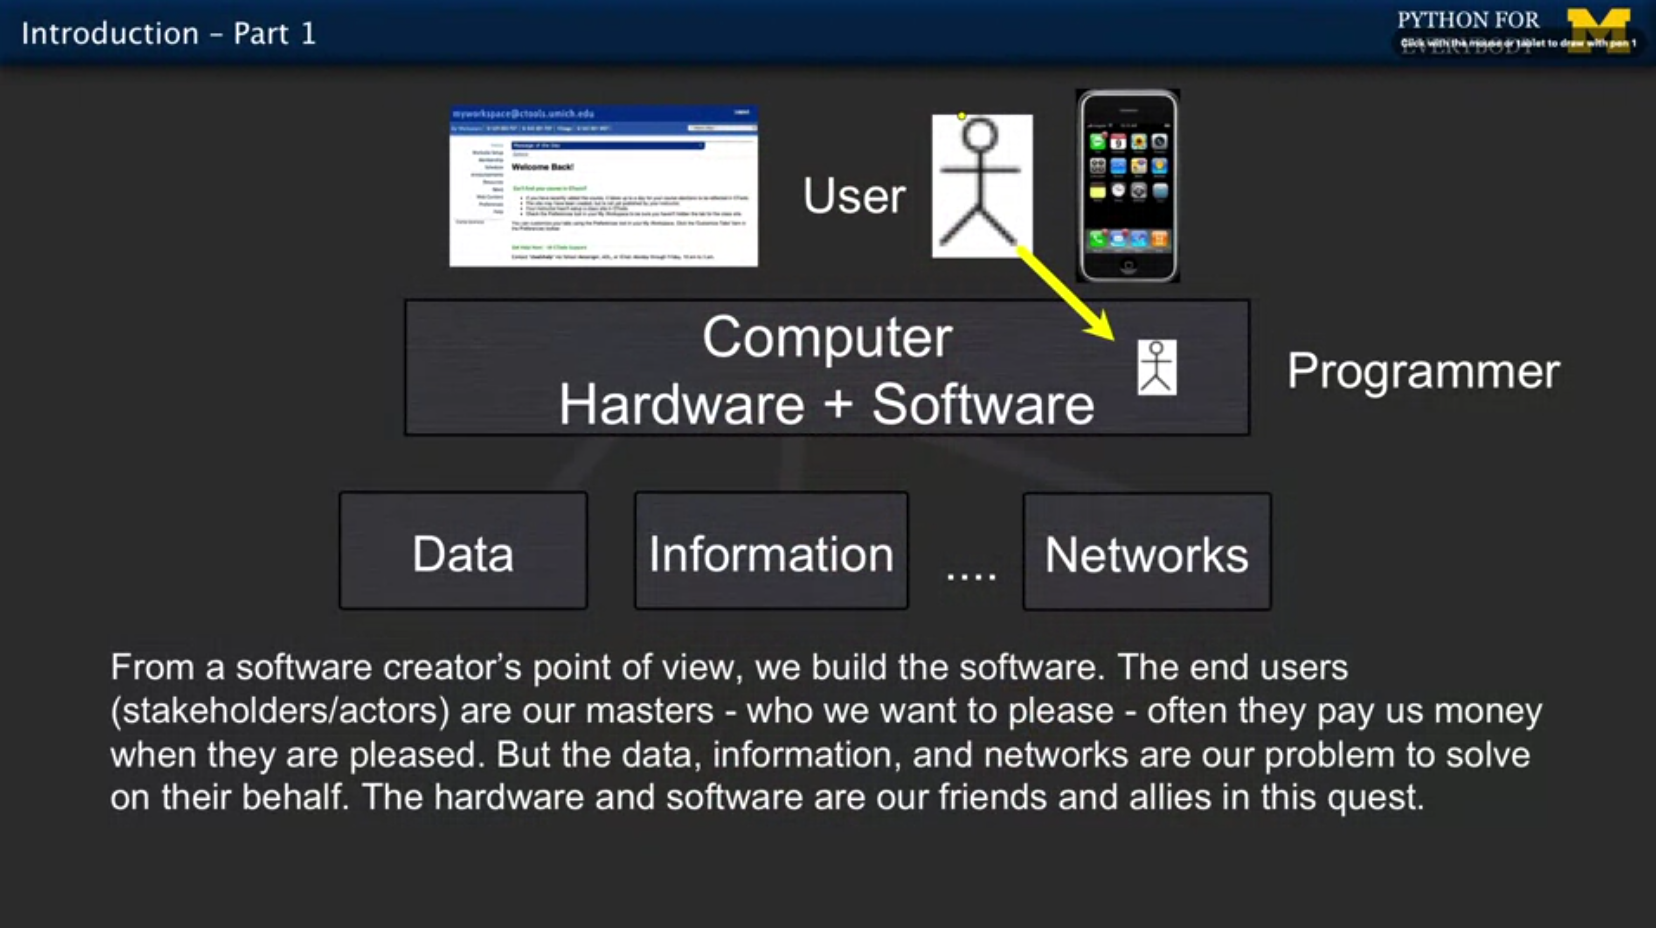 Introduction – Part 1
PYTHON FOR
EVERYBODY
Click with the mouse or tablet to draw with pen 1
myworkspace@ctools.umich.edu
Message of the Day
Welcome Back!
User
Computer
Hardware + Software
Programmer
Data
Information
....
Networks
From a software creator’s point of view, we build the software. The end users
(stakeholders/actors) are our masters - who we want to please - often they pay us money
when they are pleased. But the data, information, and networks are our problem to solve
on their behalf. The hardware and software are our friends and allies in this quest.